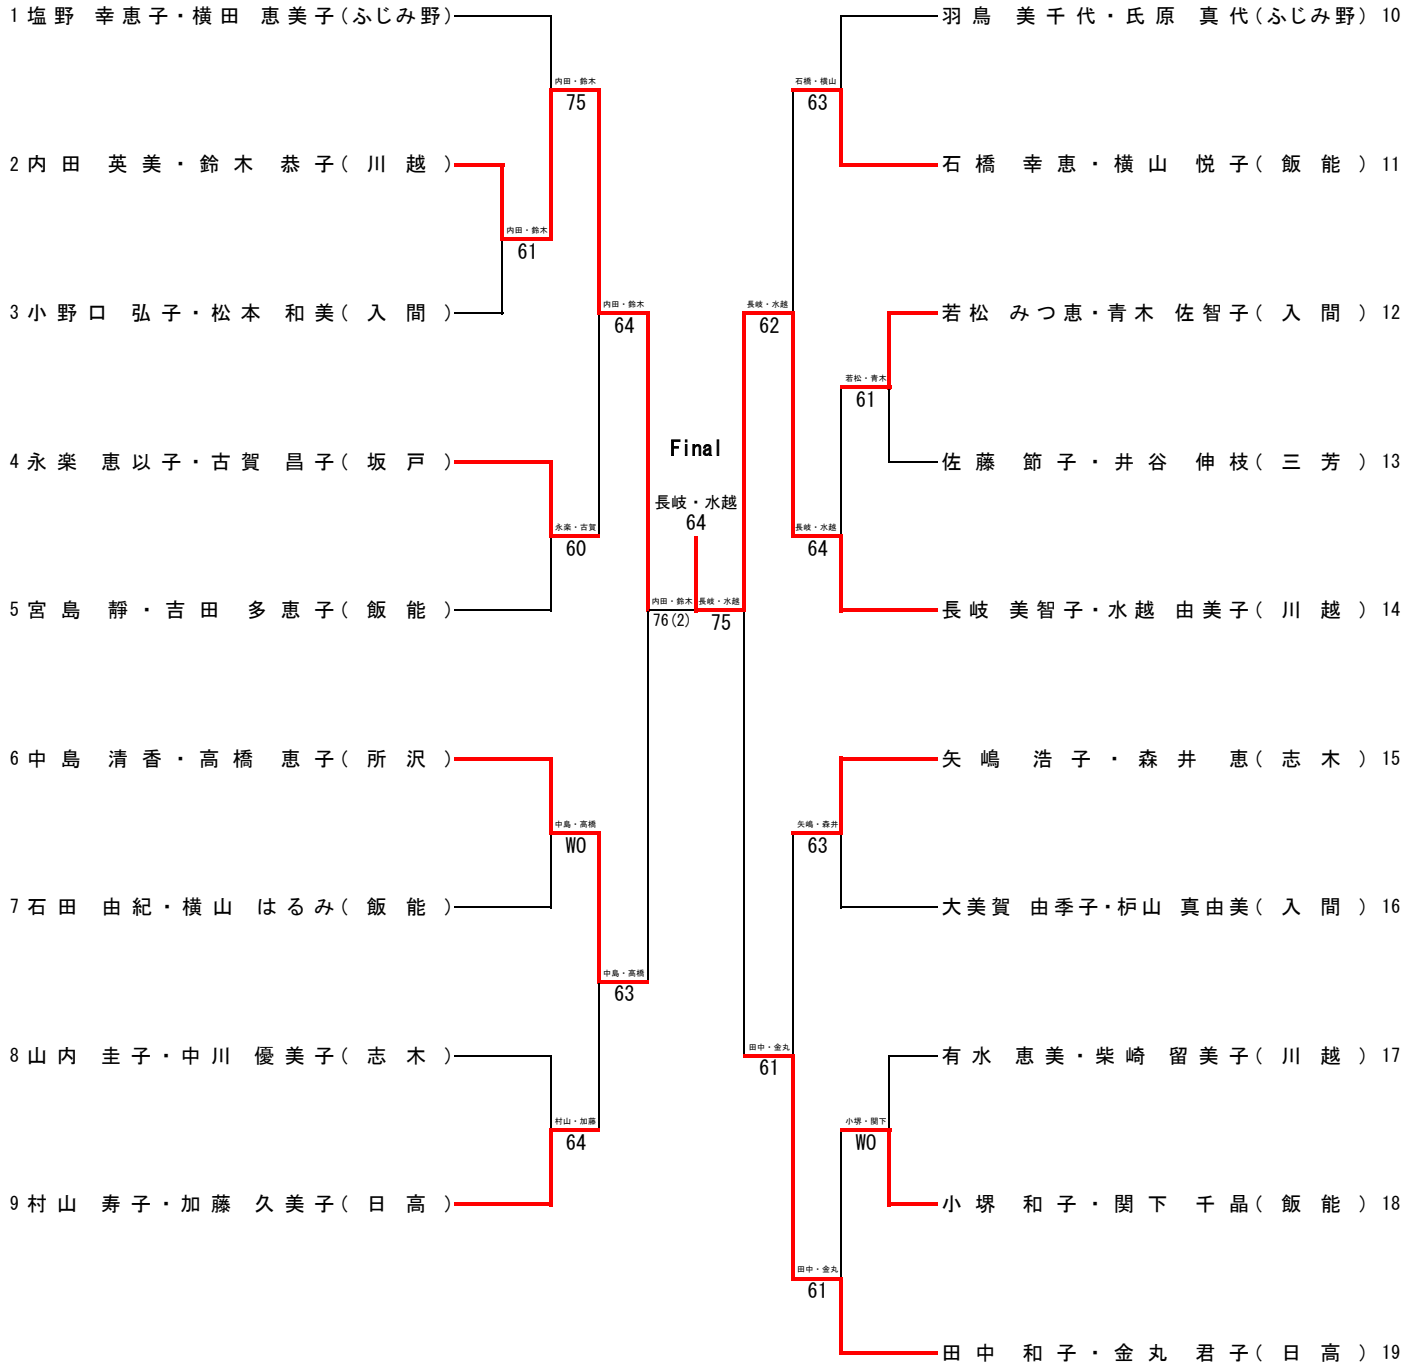 1 塩野 幸恵子・横田 恵美子(ふじみ野)
2 内田 英美・鈴木 恭子(川越)
3 小野口 弘子・松本 和美(入間)
4 永楽 恵以子・古賀 昌子(坂戸)
5 宮島 靜・吉田 多恵子(飯能)
6 中島 清香・高橋 恵子(所沢)
7 石田 由紀・横山 はるみ(飯能)
8 山内 圭子・中川 優美子(志木)
9 村山 寿子・加藤 久美子(日高)
内田・鈴木
75
内田・鈴木
61
内田・鈴木
64
永楽・古賀
60
内田・鈴木
76(2)
中島・高橋
WO
中島・高橋
63
村山・加藤
64
Final
長岐・水越
64
長岐・水越
75
石橋・横山
63
長岐・水越
62
若松・青木
61
長岐・水越
64
矢嶋・森井
63
田中・金丸
61
小堺・関下
WO
田中・金丸
61
羽鳥 美千代・氏原 真代(ふじみ野) 10
石橋 幸恵・横山 悦子(飯能) 11
若松 みつ恵・青木 佐智子(入間) 12
佐藤 節子・井谷 伸枝(三芳) 13
長岐 美智子・水越 由美子(川越) 14
矢嶋 浩子・森井 恵(志木) 15
大美賀 由季子・枦山 真由美(入間) 16
有水 恵美・柴崎 留美子(川越) 17
小堺 和子・関下 千晶(飯能) 18
田中 和子・金丸 君子(日高) 19